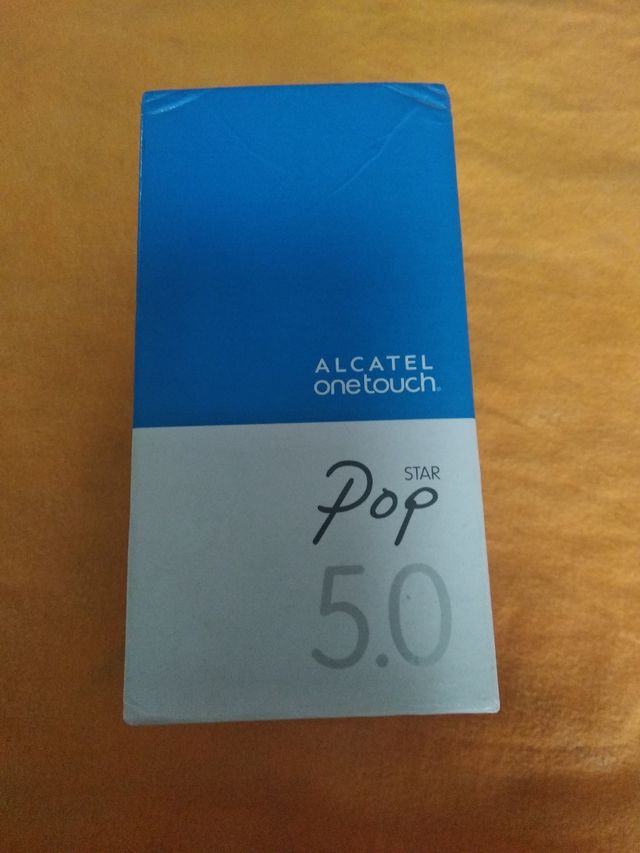 ALCATEL
onetouch
STAR
Pop
5.0